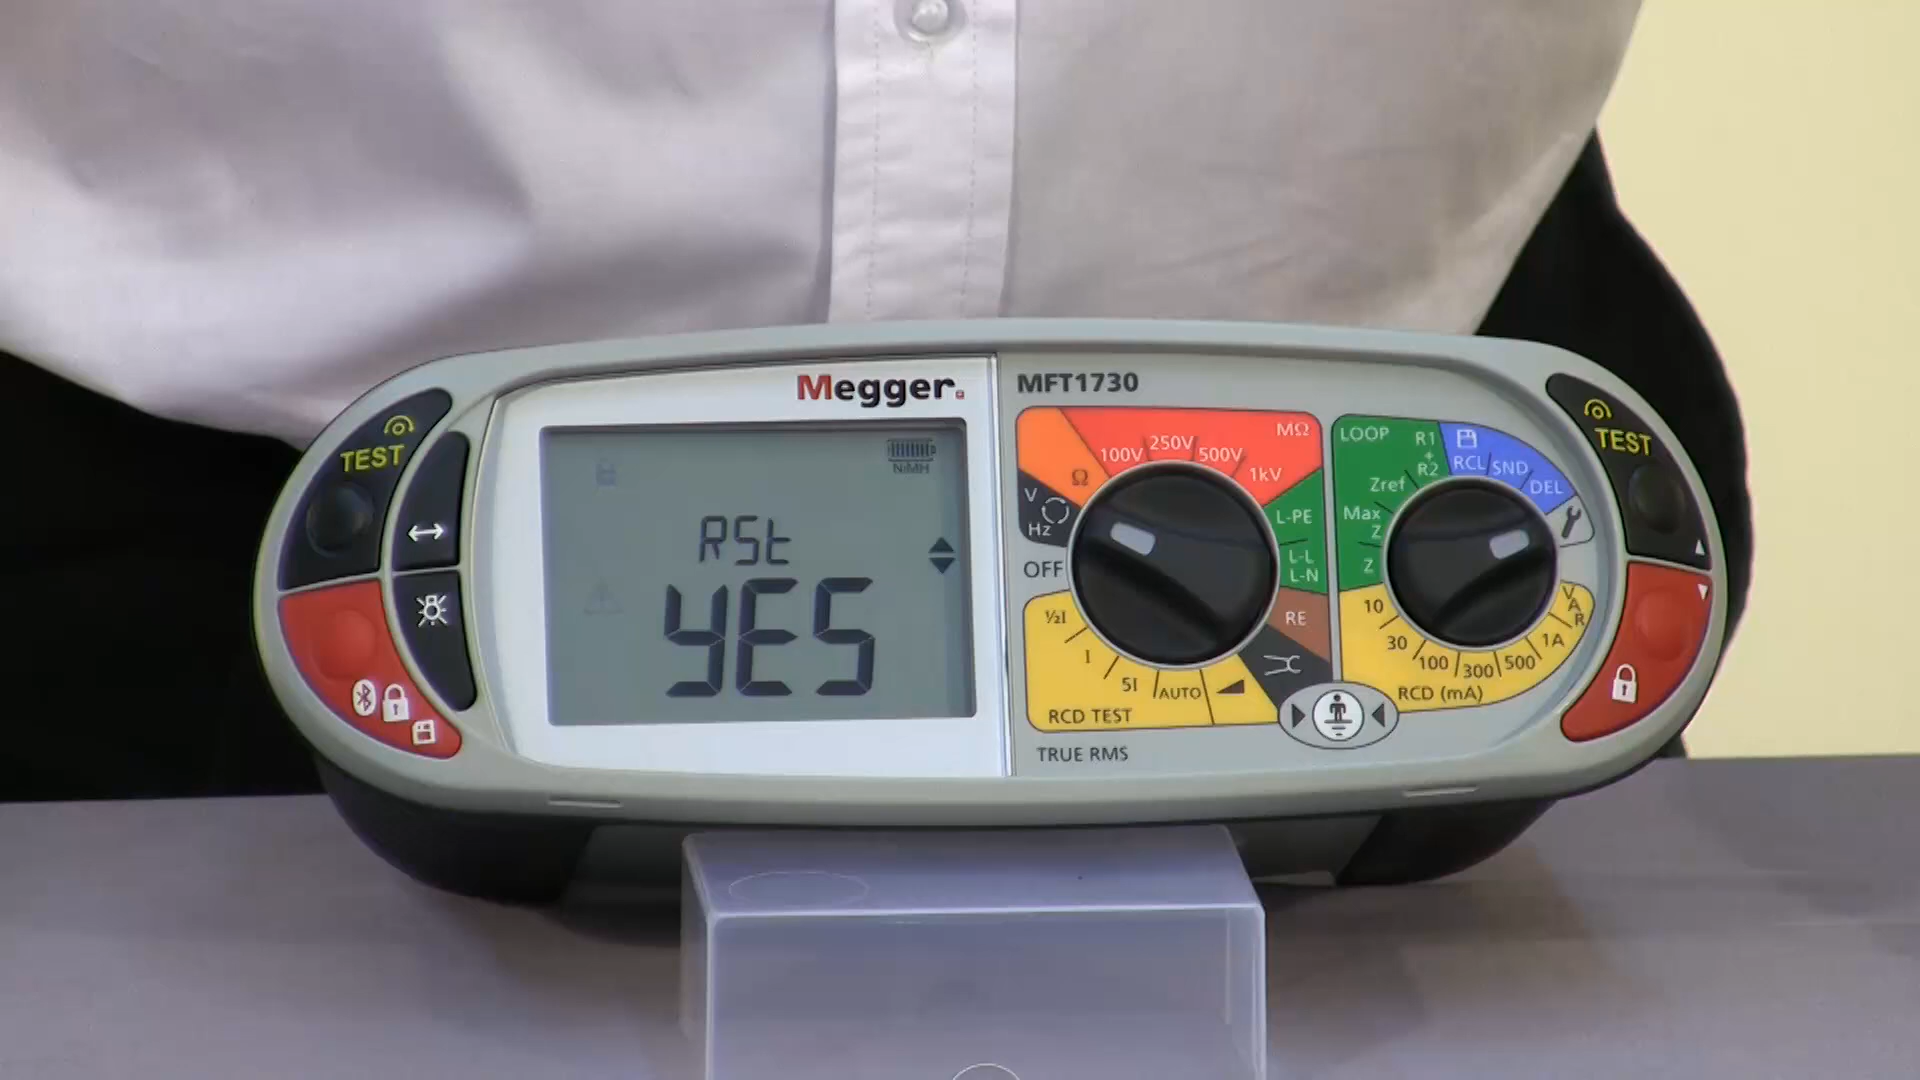 Megger.
MFT1730
TEST
NiMH
RSt
YES
MΩ
100V
250V
500V
1kV
Ω
V
Hz
OFF
L-PE
L-L
L-N
RE
½I
I
5I
AUTO
RCD TEST
TRUE RMS
LOOP
R1
+
R2
Zref
Max
Z
Z
RCL
SND
DEL
10
30
100
300
500
1A
VAR
RCD (mA)
TEST